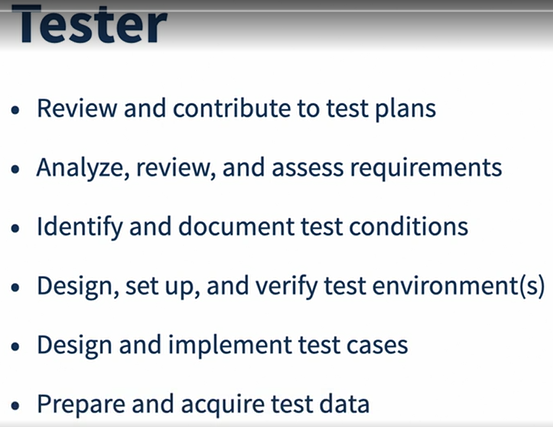 Tester
• Review and contribute to test plans
• Analyze, review, and assess requirements
• Identify and document test conditions
• Design, set up, and verify test environment(s)
• Design and implement test cases
• Prepare and acquire test data